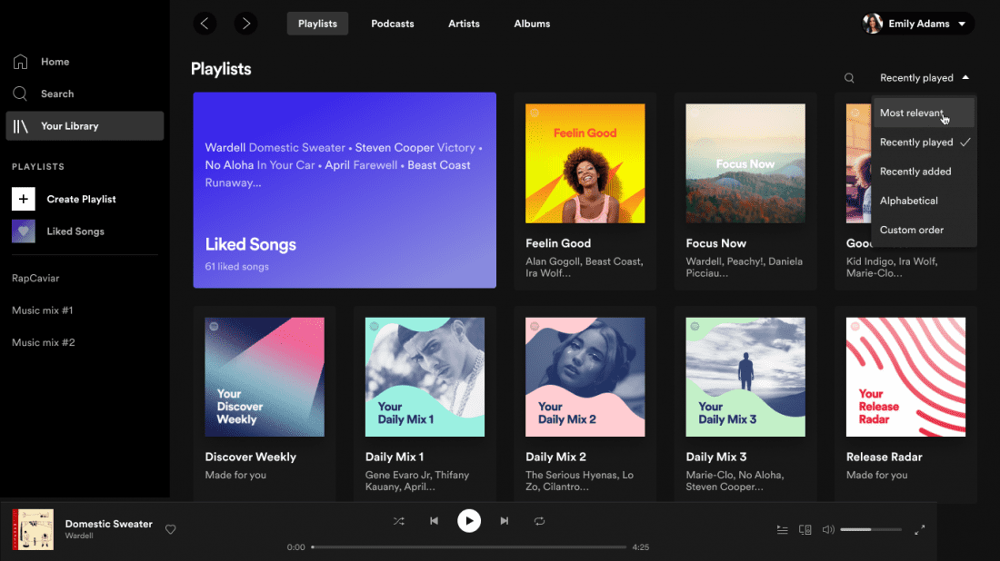 Playlists
Podcasts
Artists
Albums
Emily Adams
Home
Search
Your Library
PLAYLISTS
Create Playlist
Liked Songs
RapCaviar
Music mix #1
Music mix #2
Playlists
Recently played
Most relevant
Recently played
Recently added
Alphabetical
Custom order
Wardell Domestic Sweater • Steven Cooper Victory •
No Aloha In Your Car • April Farewell • Beast Coast
Runaway...
Liked Songs
61 liked songs
Feelin Good
Feelin Good
Alan Gogoll, Beast Coast,
Ira Wolf...
Focus Now
Focus Now
Wardell, Peachy!, Daniela
Picciau...
Kid Indigo, Ira Wolf,
Marie-Clo...
Your
Discover
Weekly
Discover Weekly
Made for you
Your
Daily Mix 1
Daily Mix 1
Gene Evaro Jr, Thifany
Kauany, April...
Your
Daily Mix 2
Daily Mix 2
The Serious Hyenas, Lo
Zo, Cilantro...
Your
Daily Mix 3
Daily Mix 3
Marie-Clo, No Aloha,
Steven Cooper...
Your
Release
Radar
Release Radar
Made for you
Domestic Sweater
Wardell
0:00
4:25